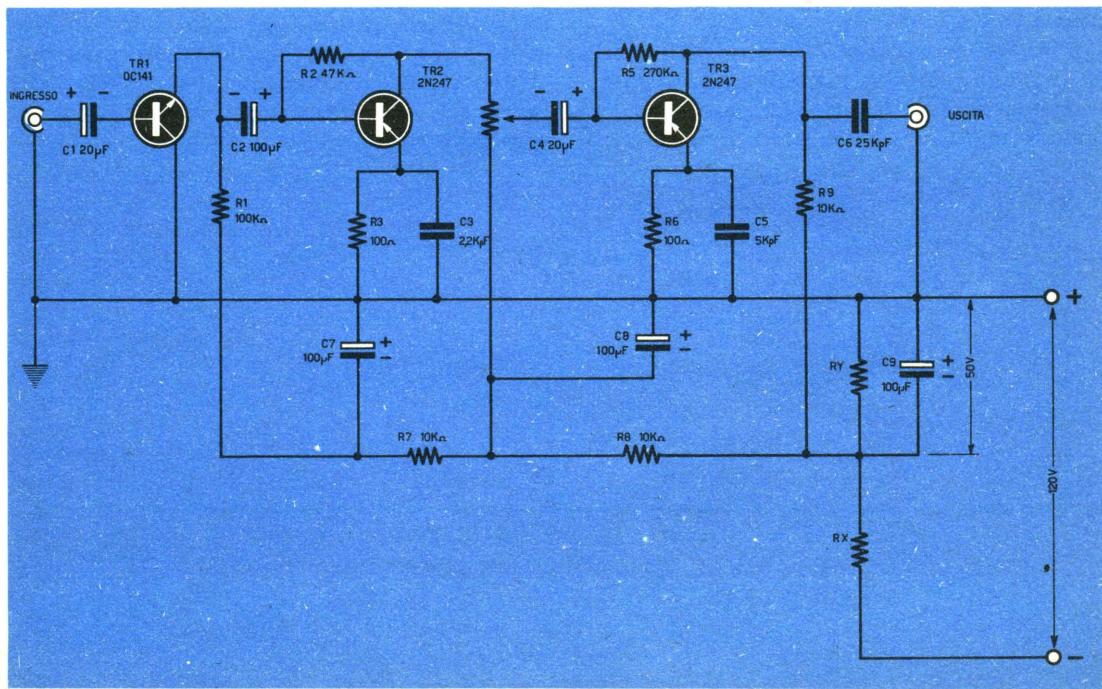 TR1
OC141
INGRESSO
+ -
C1 20µF
R1
100KΩ
- +
C2 100µF
R2 47KΩ
TR2
2N247
R3
100Ω
C3
2,2KpF
- +
C4 20µF
R5 270KΩ
TR3
2N247
R6
100Ω
C5
5KpF
C6 25KpF
USCITA
R9
10KΩ
C7
100µF
+
-
C8
100µF
+
-
R7 10KΩ
R8 10KΩ
RY
C9
100µF
+
-
50V
+
120V
RX
-